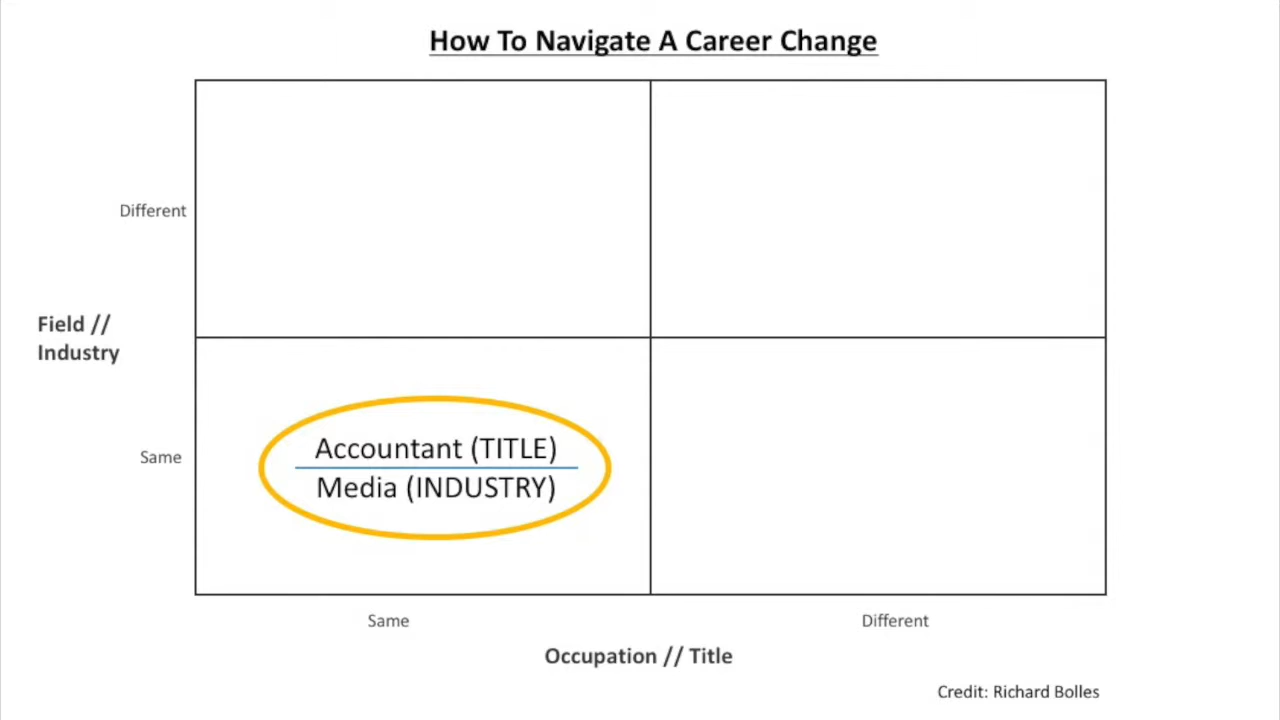 How To Navigate A Career Change
Different
Field //
Industry
Accountant (TITLE)
Media (INDUSTRY)
Same
Same
Different
Occupation // Title
Credit: Richard Bolles